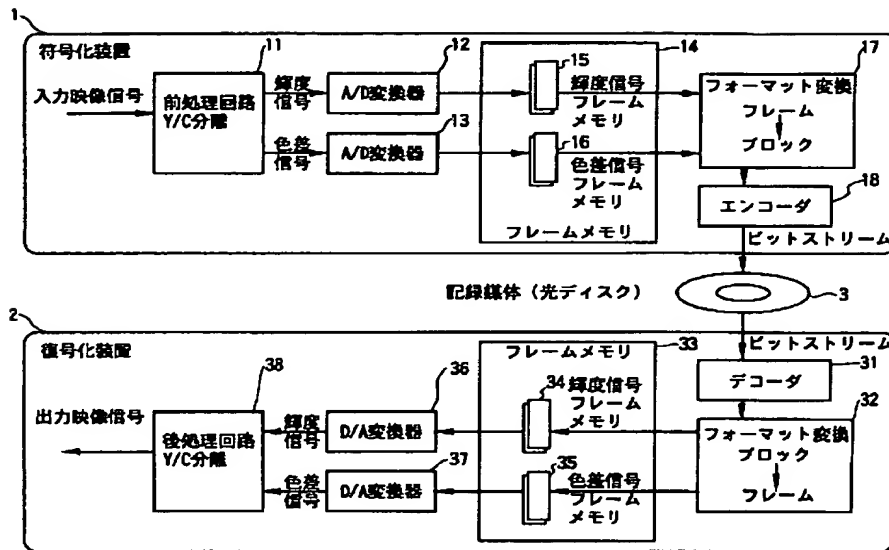 1
符号化装置
入力映像信号
11
前処理回路
Y/C分離
輝度
信号
色差
信号
12
A/D変換器
13
A/D変換器
14
15
輝度信号
フレーム
メモリ
16
色差信号
フレーム
メモリ
フレームメモリ
17
フォーマット変換
フレーム
ブロック
18
エンコーダ
ビットストリーム
記録媒体（光ディスク）
3
2
復号化装置
出力映像信号
38
後処理回路
Y/C分離
輝度
信号
色差
信号
36
D/A変換器
37
D/A変換器
フレームメモリ
33
34
輝度信号
フレーム
メモリ
35
色差信号
フレーム
メモリ
ビットストリーム
31
デコーダ
32
フォーマット変換
ブロック
フレーム